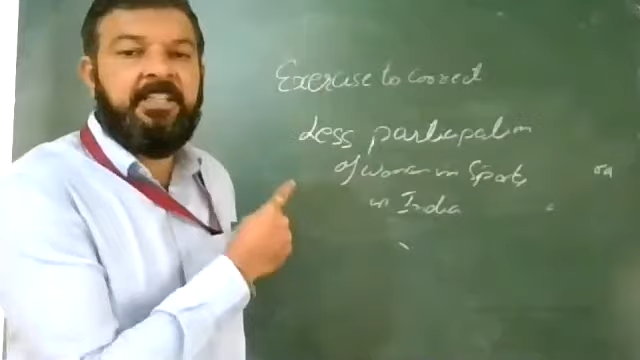 Exercise to correct
Less participation
of women in Sports
in India